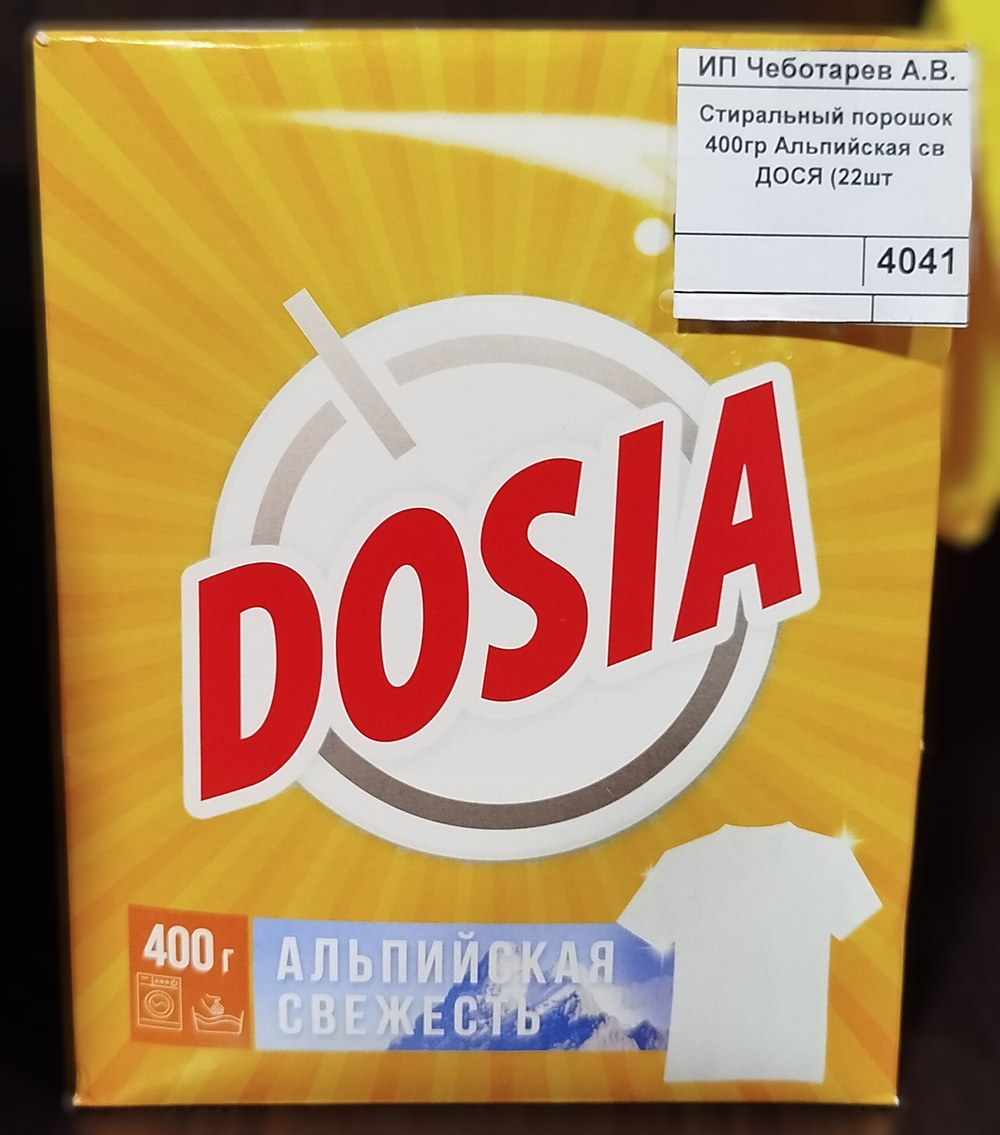 ИП Чеботарев А.В.
Стиральный порошок
400гр Альпийская св
ДОСЯ (22шт
4041
DOSIA
400 г
АЛЬПИЙСКАЯ
СВЕЖЕСТЬ